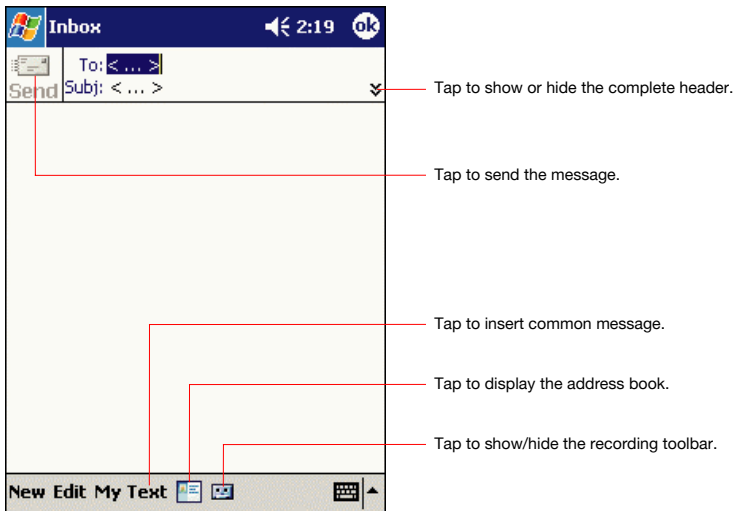 Inbox 2:19 ok
To: < ... >
Send Subj: < ... >
Tap to show or hide the complete header.
Tap to send the message.
Tap to insert common message.
Tap to display the address book.
Tap to show/hide the recording toolbar.
New Edit My Text